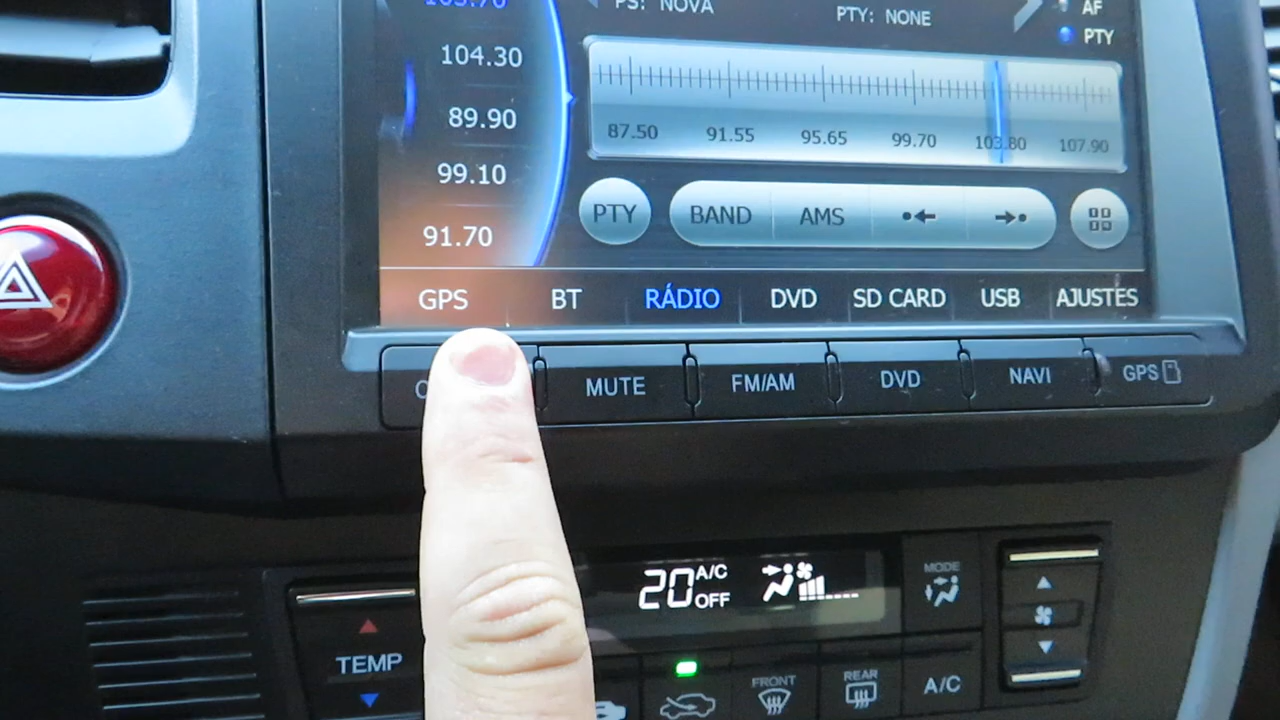 PS: NOVA
PTY: NONE
AF
PTY
103.70
104.30
89.90
99.10
91.70
87.50 91.55 95.65 99.70 103.80 107.90
PTY BAND AMS
GPS BT RÁDIO DVD SD CARD USB AJUSTES
MUTE FM/AM DVD NAVI GPS
20 A/C OFF
MODE
TEMP
FRONT
REAR
A/C